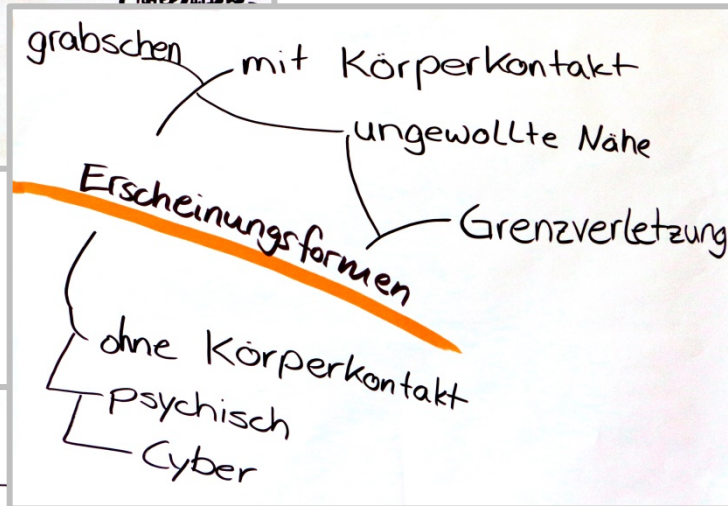 grabschen
mit Körperkontakt
ungewollte Nähe
Grenzverletzung
Erscheinungsformen
ohne Körperkontakt
psychisch
Cyber